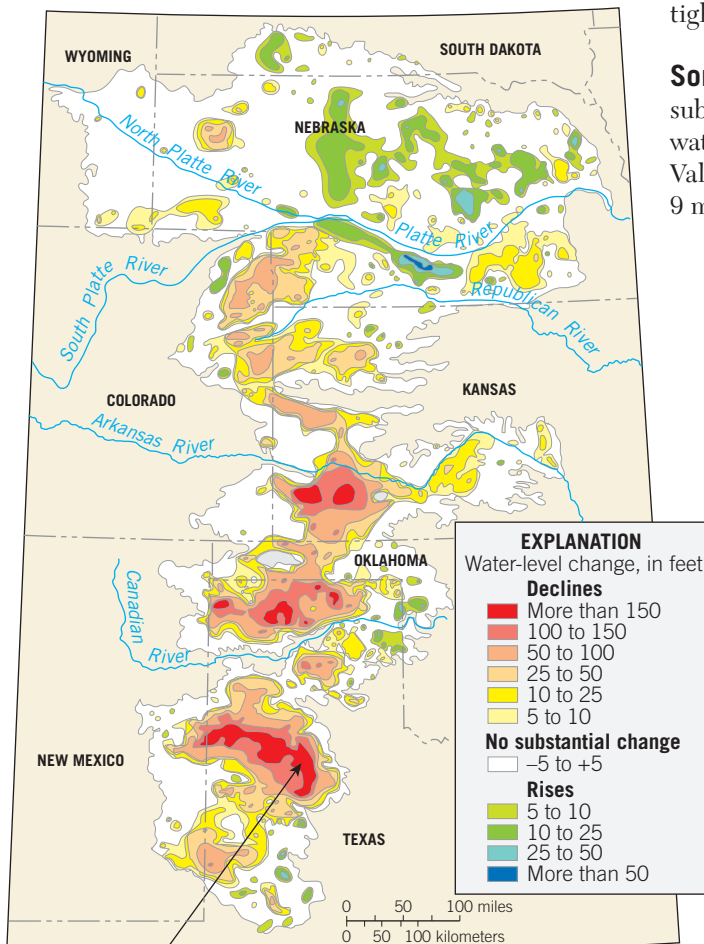 tigl
Sor
sub
wat
Val
9 m
WYOMING
SOUTH DAKOTA
NEBRASKA
North Platte River
Platte River
South Platte River
Republican River
COLORADO
KANSAS
Arkansas River
OKLAHOMA
Canadian
River
NEW MEXICO
TEXAS
EXPLANATION
Water-level change, in feet
Declines
More than 150
100 to 150
50 to 100
25 to 50
10 to 25
5 to 10
No substantial change
–5 to +5
Rises
5 to 10
10 to 25
25 to 50
More than 50
0 50 100 miles
0 50 100 kilometers